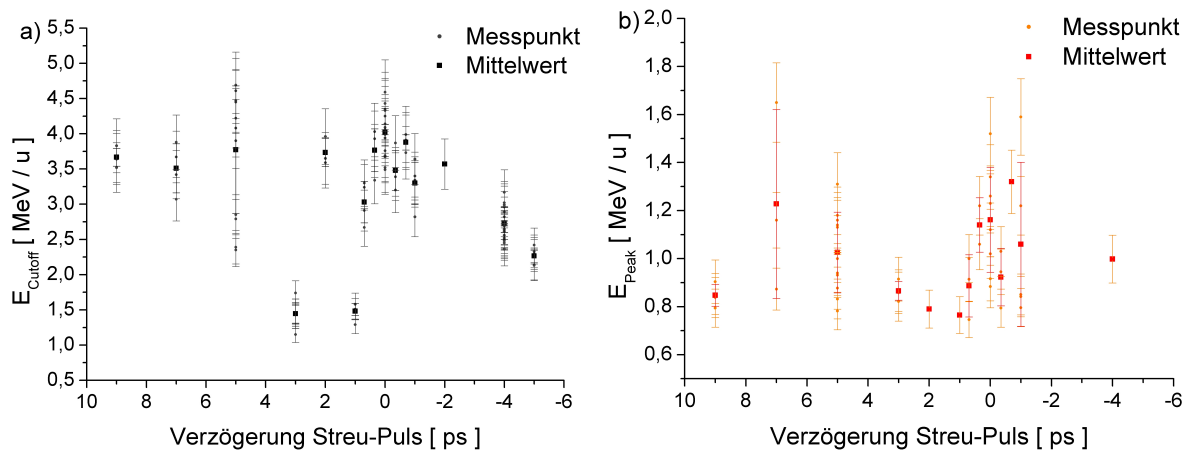 a)
Messpunkt
Mittelwert
5,5
5,0
4,5
4,0
3,5
3,0
2,5
2,0
1,5
1,0
0,5
E_Cutoff [ MeV / u ]
10 8 6 4 2 0 -2 -4 -6
Verzögerung Streu-Puls [ ps ]
b)
Messpunkt
Mittelwert
2,0
1,8
1,6
1,4
1,2
1,0
0,8
0,6
E_Peak [ MeV / u ]
10 8 6 4 2 0 -2 -4 -6
Verzögerung Streu-Puls [ ps ]